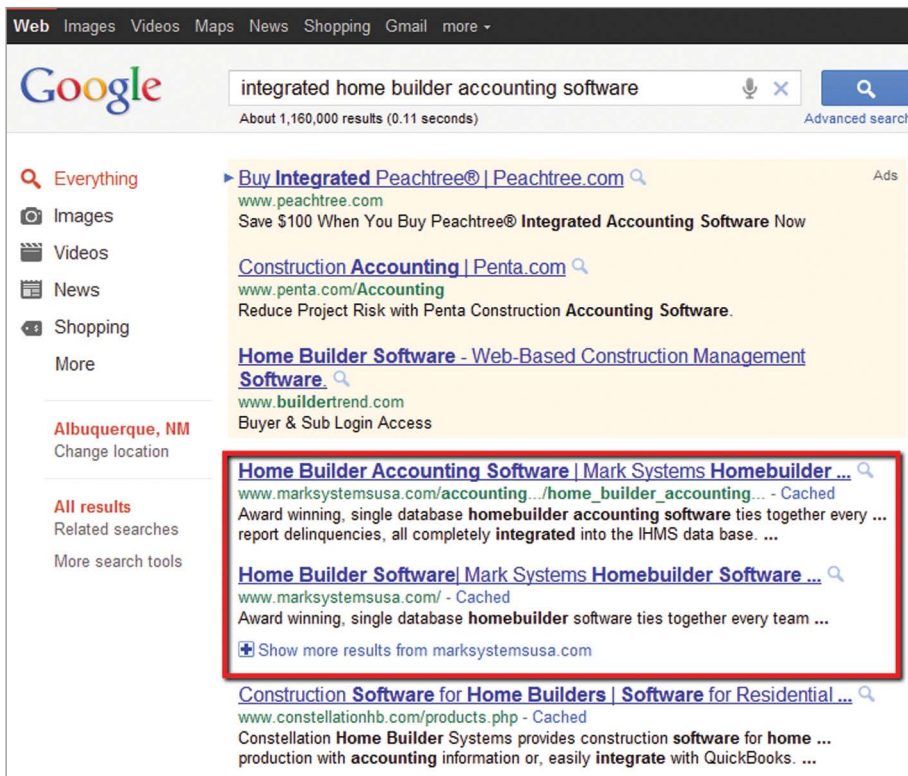 Web Images Videos Maps News Shopping Gmail more
Google
integrated home builder accounting software
About 1,160,000 results (0.11 seconds)
Advanced search
Everything
Images
Videos
News
Shopping
More
Albuquerque, NM
Change location
All results
Related searches
More search tools
Ads
Buy Integrated Peachtree® | Peachtree.com
www.peachtree.com
Save $100 When You Buy Peachtree® Integrated Accounting Software Now
Construction Accounting | Penta.com
www.penta.com/Accounting
Reduce Project Risk with Penta Construction Accounting Software.
Home Builder Software - Web-Based Construction Management
Software.
www.buildertrend.com
Buyer & Sub Login Access
Home Builder Accounting Software | Mark Systems Homebuilder ...
www.marksystemsusa.com/accounting.../home_builder_accounting... - Cached
Award winning, single database homebuilder accounting software ties together every ...
report delinquencies, all completely integrated into the IHMS data base. ...
Home Builder Software| Mark Systems Homebuilder Software ...
www.marksystemsusa.com/ - Cached
Award winning, single database homebuilder software ties together every team ...
Show more results from marksystemsusa.com
Construction Software for Home Builders | Software for Residential ...
www.constellationhb.com/products.php - Cached
Constellation Home Builder Systems provides construction software for home ...
production with accounting information or, easily integrate with QuickBooks. ...